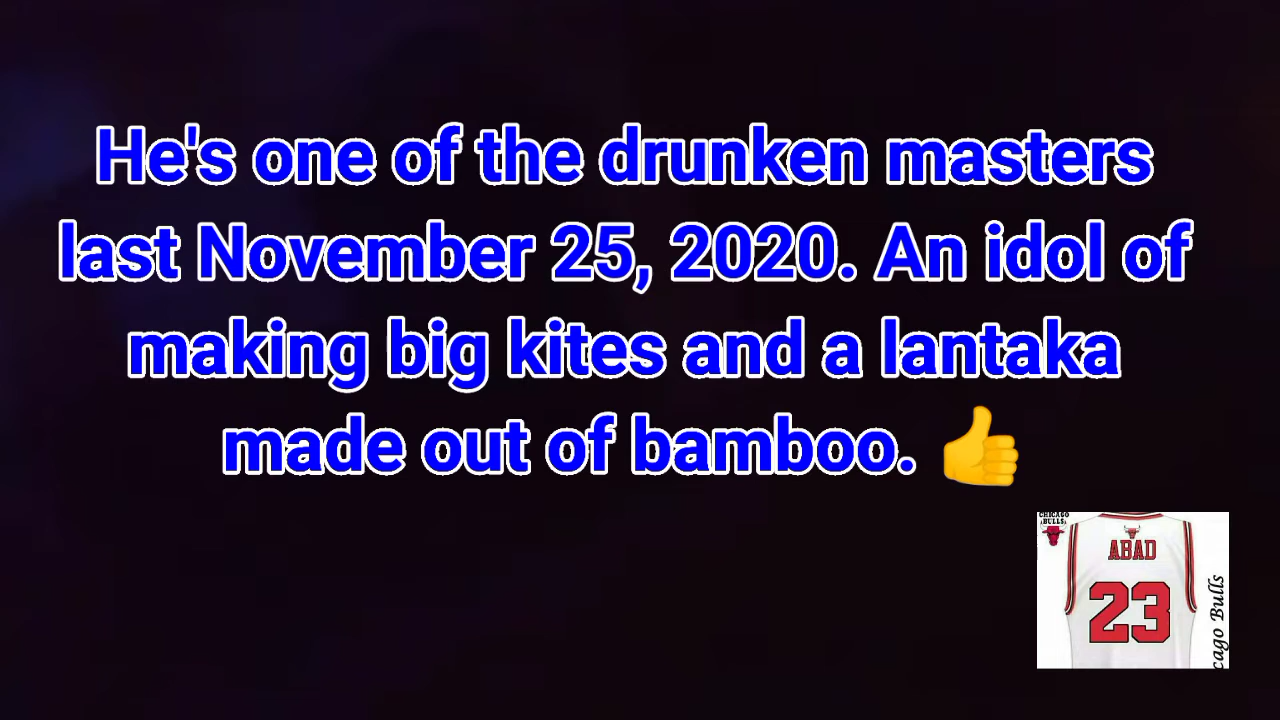 He's one of the drunken masters
last November 25, 2020. An idol of
making big kites and a lantaka
made out of bamboo. 👍
CHICAGO
BULLS
ABAD
23
cago Bulls